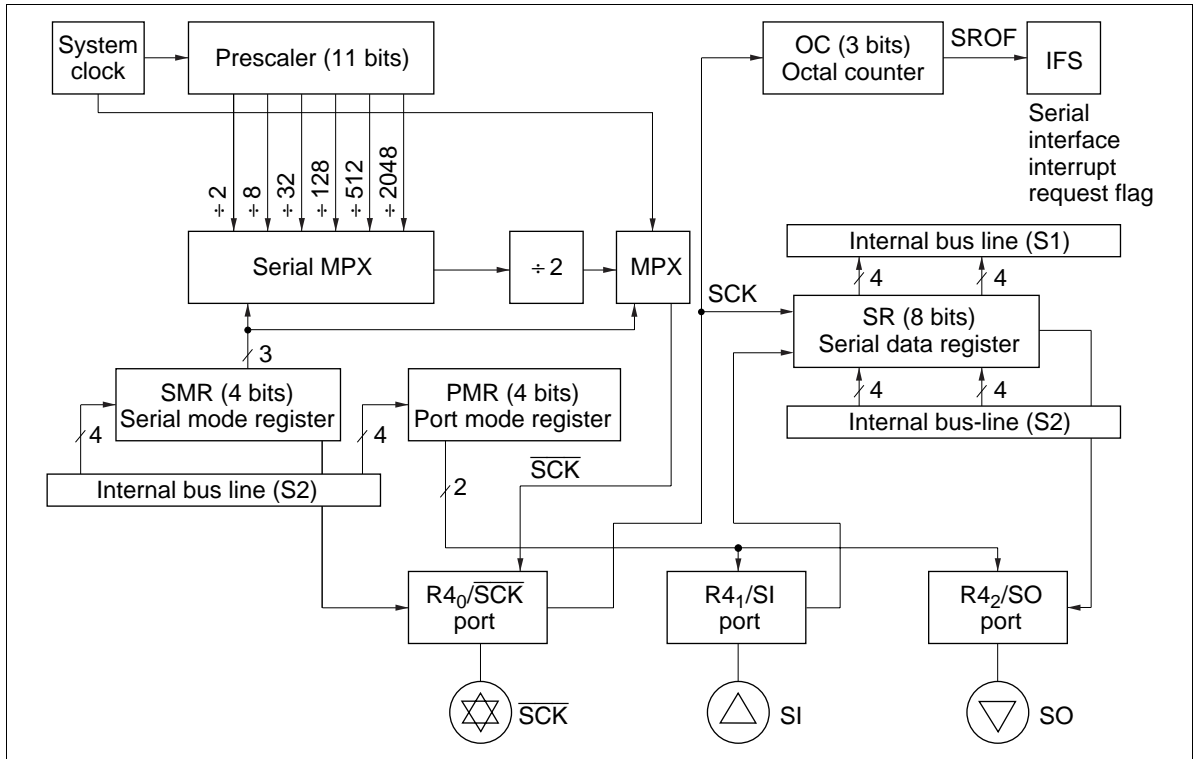 System
clock
Prescaler (11 bits)
OC (3 bits)
Octal counter
SROF
IFS
Serial
interface
interrupt
request flag
÷ 2
÷ 8
÷ 32
÷ 128
÷ 512
÷ 2048
Serial MPX
÷ 2
MPX
Internal bus line (S1)
4
4
SCK
SR (8 bits)
Serial data register
3
SMR (4 bits)
Serial mode register
PMR (4 bits)
Port mode register
4
4
Internal bus-line (S2)
4
4
Internal bus line (S2)
S̅C̅K̅
2
R4₀/S̅C̅K̅
port
R4₁/SI
port
R4₂/SO
port
S̅C̅K̅
SI
SO